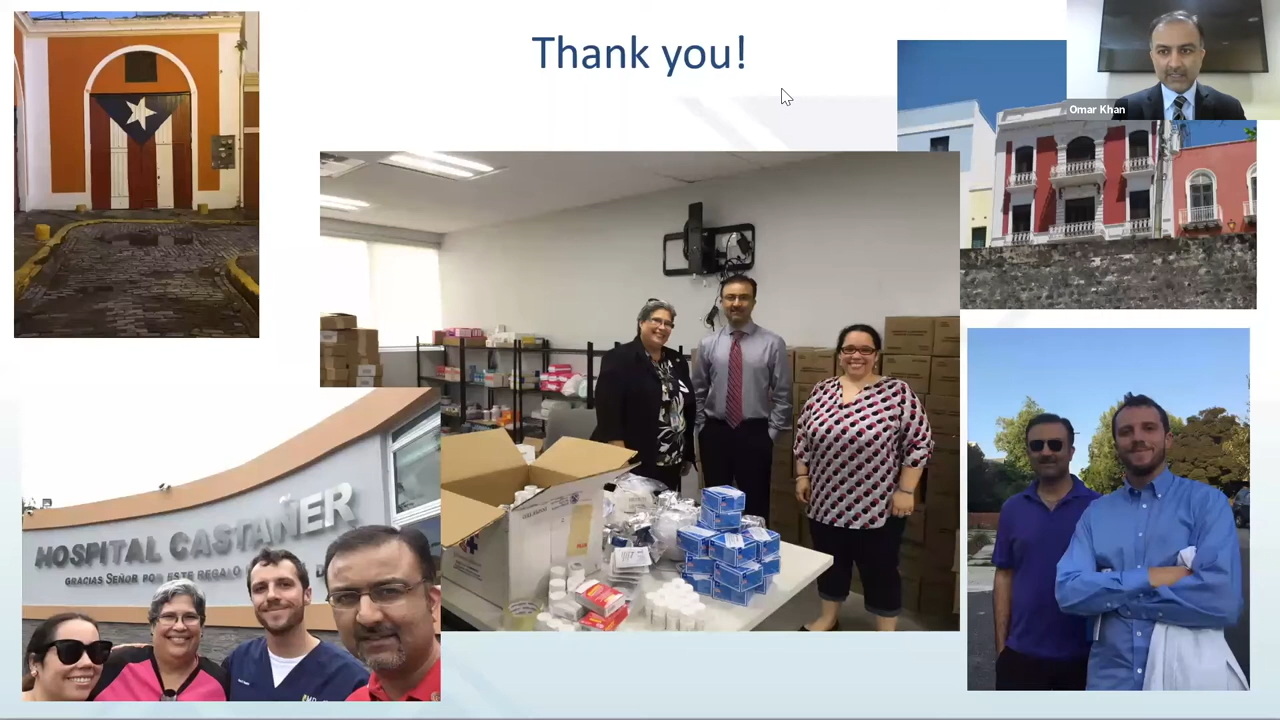 Thank you!
Omar Khan
HOSPITAL CASTAÑER
GRACIAS SEÑOR POR ESTE REGALO